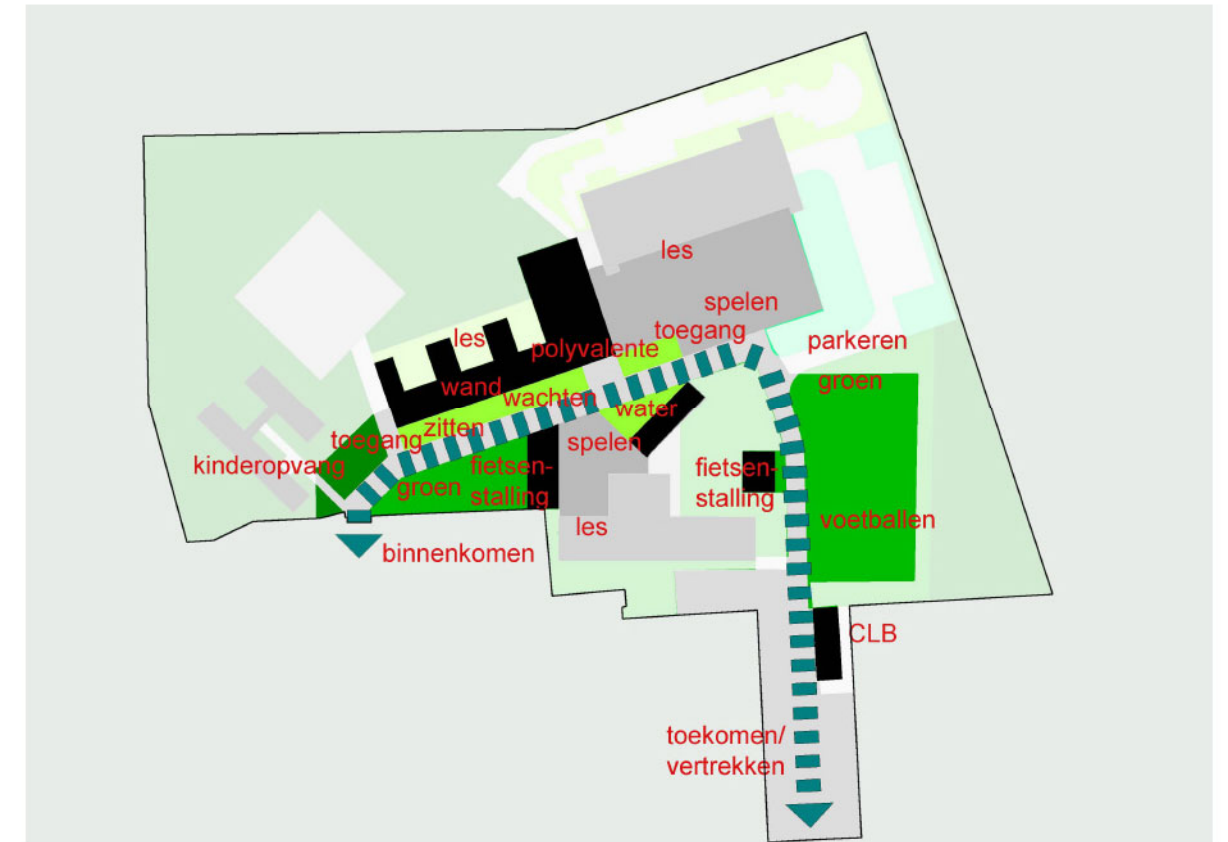 les
spelen
toegang
parkeren
les
polyvalente
groen
wand
wachten
water
zitten
toegang
spelen
kinderopvang
fietsen-
stalling
fietsen-
stalling
groen
voetballen
les
binnenkomen
CLB
toekomen/
vertrekken